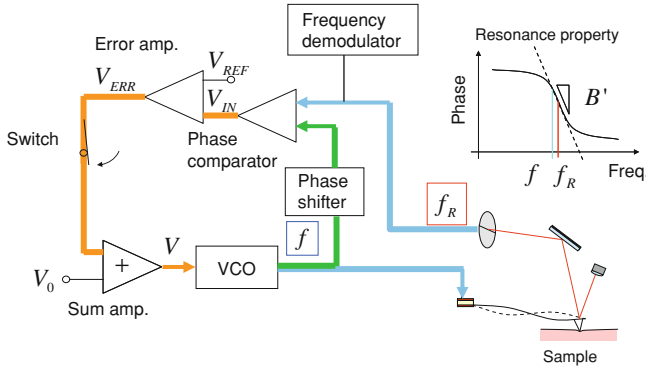 Frequency
demodulator
Error amp.
V_REF
V_ERR
V_IN
Switch
Phase
comparator
Phase
shifter
f
f_R
V
V_0
+
VCO
Sum amp.
Sample
Resonance property
Phase
B'
f
f_R
Freq.